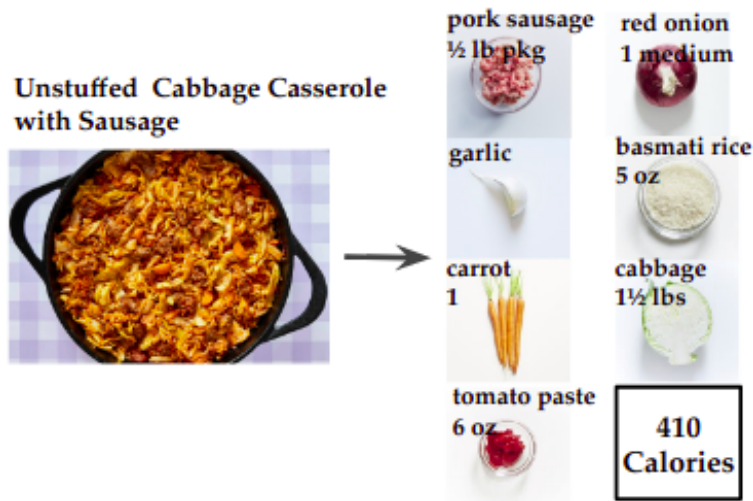 Unstuffed Cabbage Casserole
with Sausage
pork sausage
½ lb pkg
red onion
1 medium
garlic
basmati rice
5 oz
carrot
1
cabbage
1½ lbs
tomato paste
6 oz
410
Calories